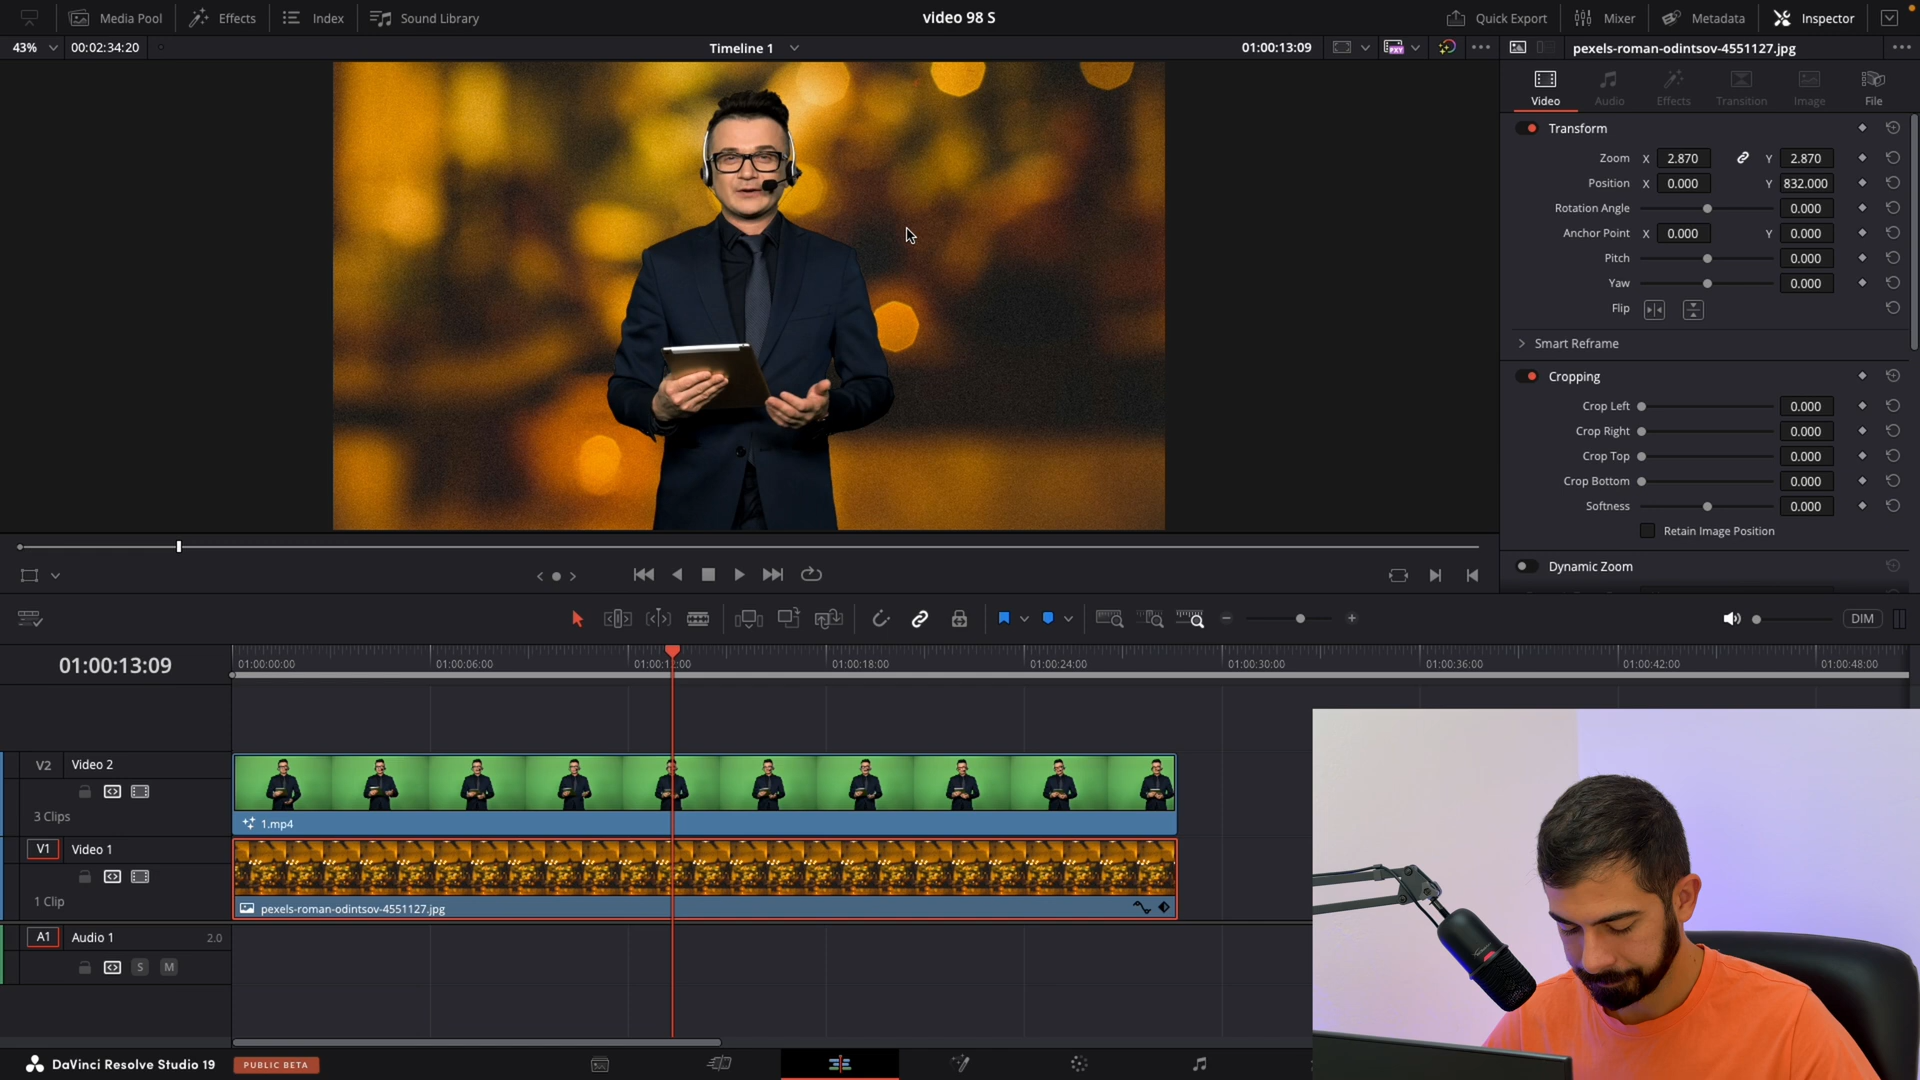 Media Pool Effects Index Sound Library video 98 S Quick Export Mixer Metadata Inspector
43% 00:02:34:20 Timeline 1 01:00:13:09 PXY pexels-roman-odintsov-4551127.jpg
Video Audio Effects Transition Image File
Transform
Zoom X 2.870 Y 2.870
Position X 0.000 Y 832.000
Rotation Angle 0.000
Anchor Point X 0.000 Y 0.000
Pitch 0.000
Yaw 0.000
Flip
Smart Reframe
Cropping
Crop Left 0.000
Crop Right 0.000
Crop Top 0.000
Crop Bottom 0.000
Softness 0.000
Retain Image Position
Dynamic Zoom
DIM
01:00:13:09
01:00:00:00 01:00:06:00 01:00:12:00 01:00:18:00 01:00:24:00 01:00:30:00 01:00:36:00 01:00:42:00 01:00:48:00
V2 Video 2
3 Clips
1.mp4
V1 Video 1
1 Clip
pexels-roman-odintsov-4551127.jpg
A1 Audio 1 2.0
S M
DaVinci Resolve Studio 19 PUBLIC BETA